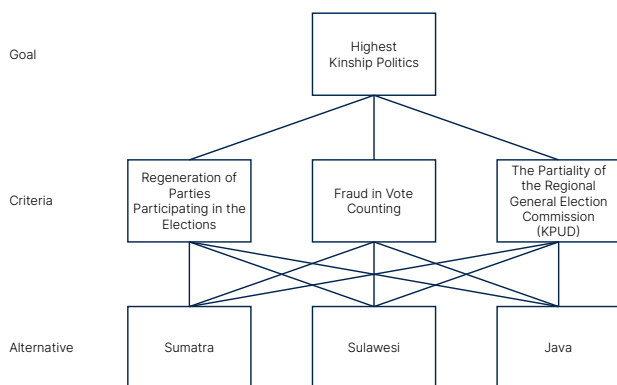 Goal
Highest
Kinship Politics
Criteria
Regeneration of
Parties
Participating in the
Elections
Fraud in Vote
Counting
The Partiality of
the Regional
General Election
Commission
(KPUD)
Alternative
Sumatra
Sulawesi
Java